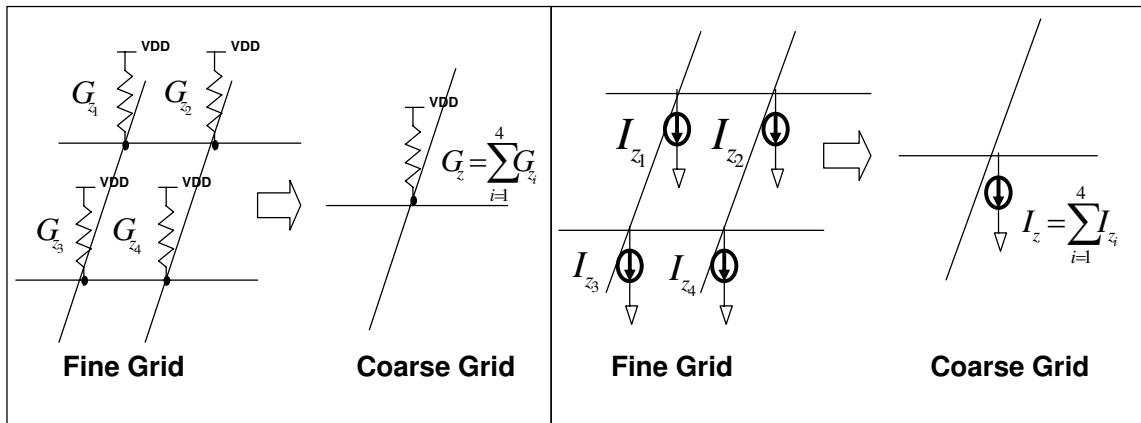 VDD VDD
G_{z_1} G_{z_2}
VDD VDD
G_{z_3} G_{z_4}
Fine Grid
VDD
G_z = \sum_{i=1}^{4} G_{z_i}
Coarse Grid
I_{z_1} I_{z_2}
I_{z_3} I_{z_4}
Fine Grid
I_z = \sum_{i=1}^{4} I_{z_i}
Coarse Grid